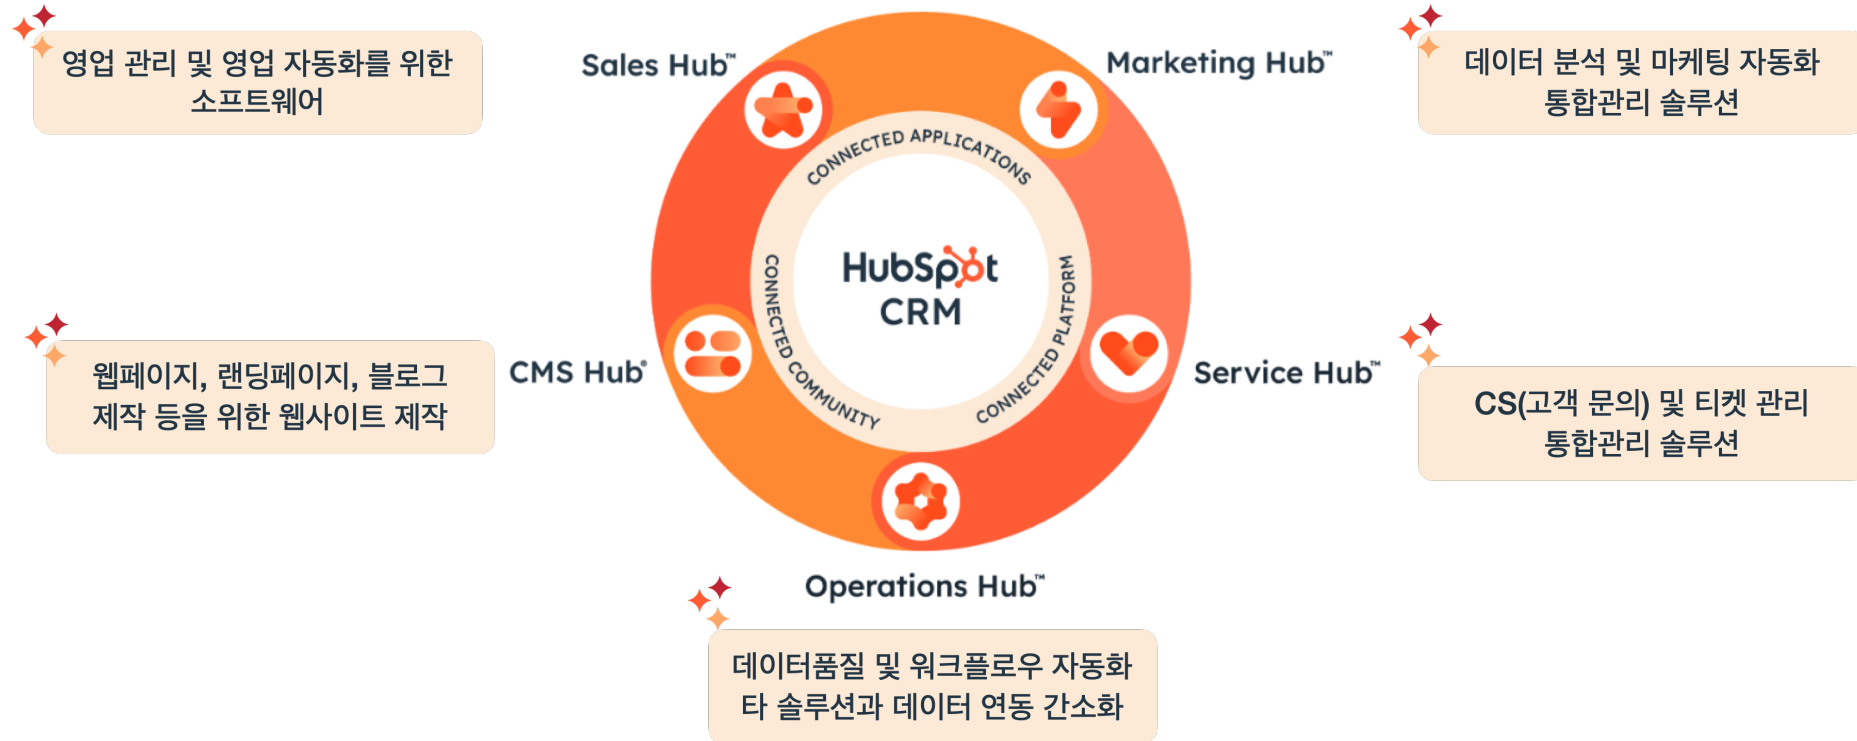 영업 관리 및 영업 자동화를 위한
소프트웨어
Sales Hub™
Marketing Hub™
데이터 분석 및 마케팅 자동화
통합관리 솔루션
CONNECTED APPLICATIONS
CONNECTED COMMUNITY
CONNECTED PLATFORM
HubSpot
CRM
웹페이지, 랜딩페이지, 블로그
제작 등을 위한 웹사이트 제작
CMS Hub®
Service Hub™
CS(고객 문의) 및 티켓 관리
통합관리 솔루션
Operations Hub™
데이터품질 및 워크플로우 자동화
타 솔루션과 데이터 연동 간소화